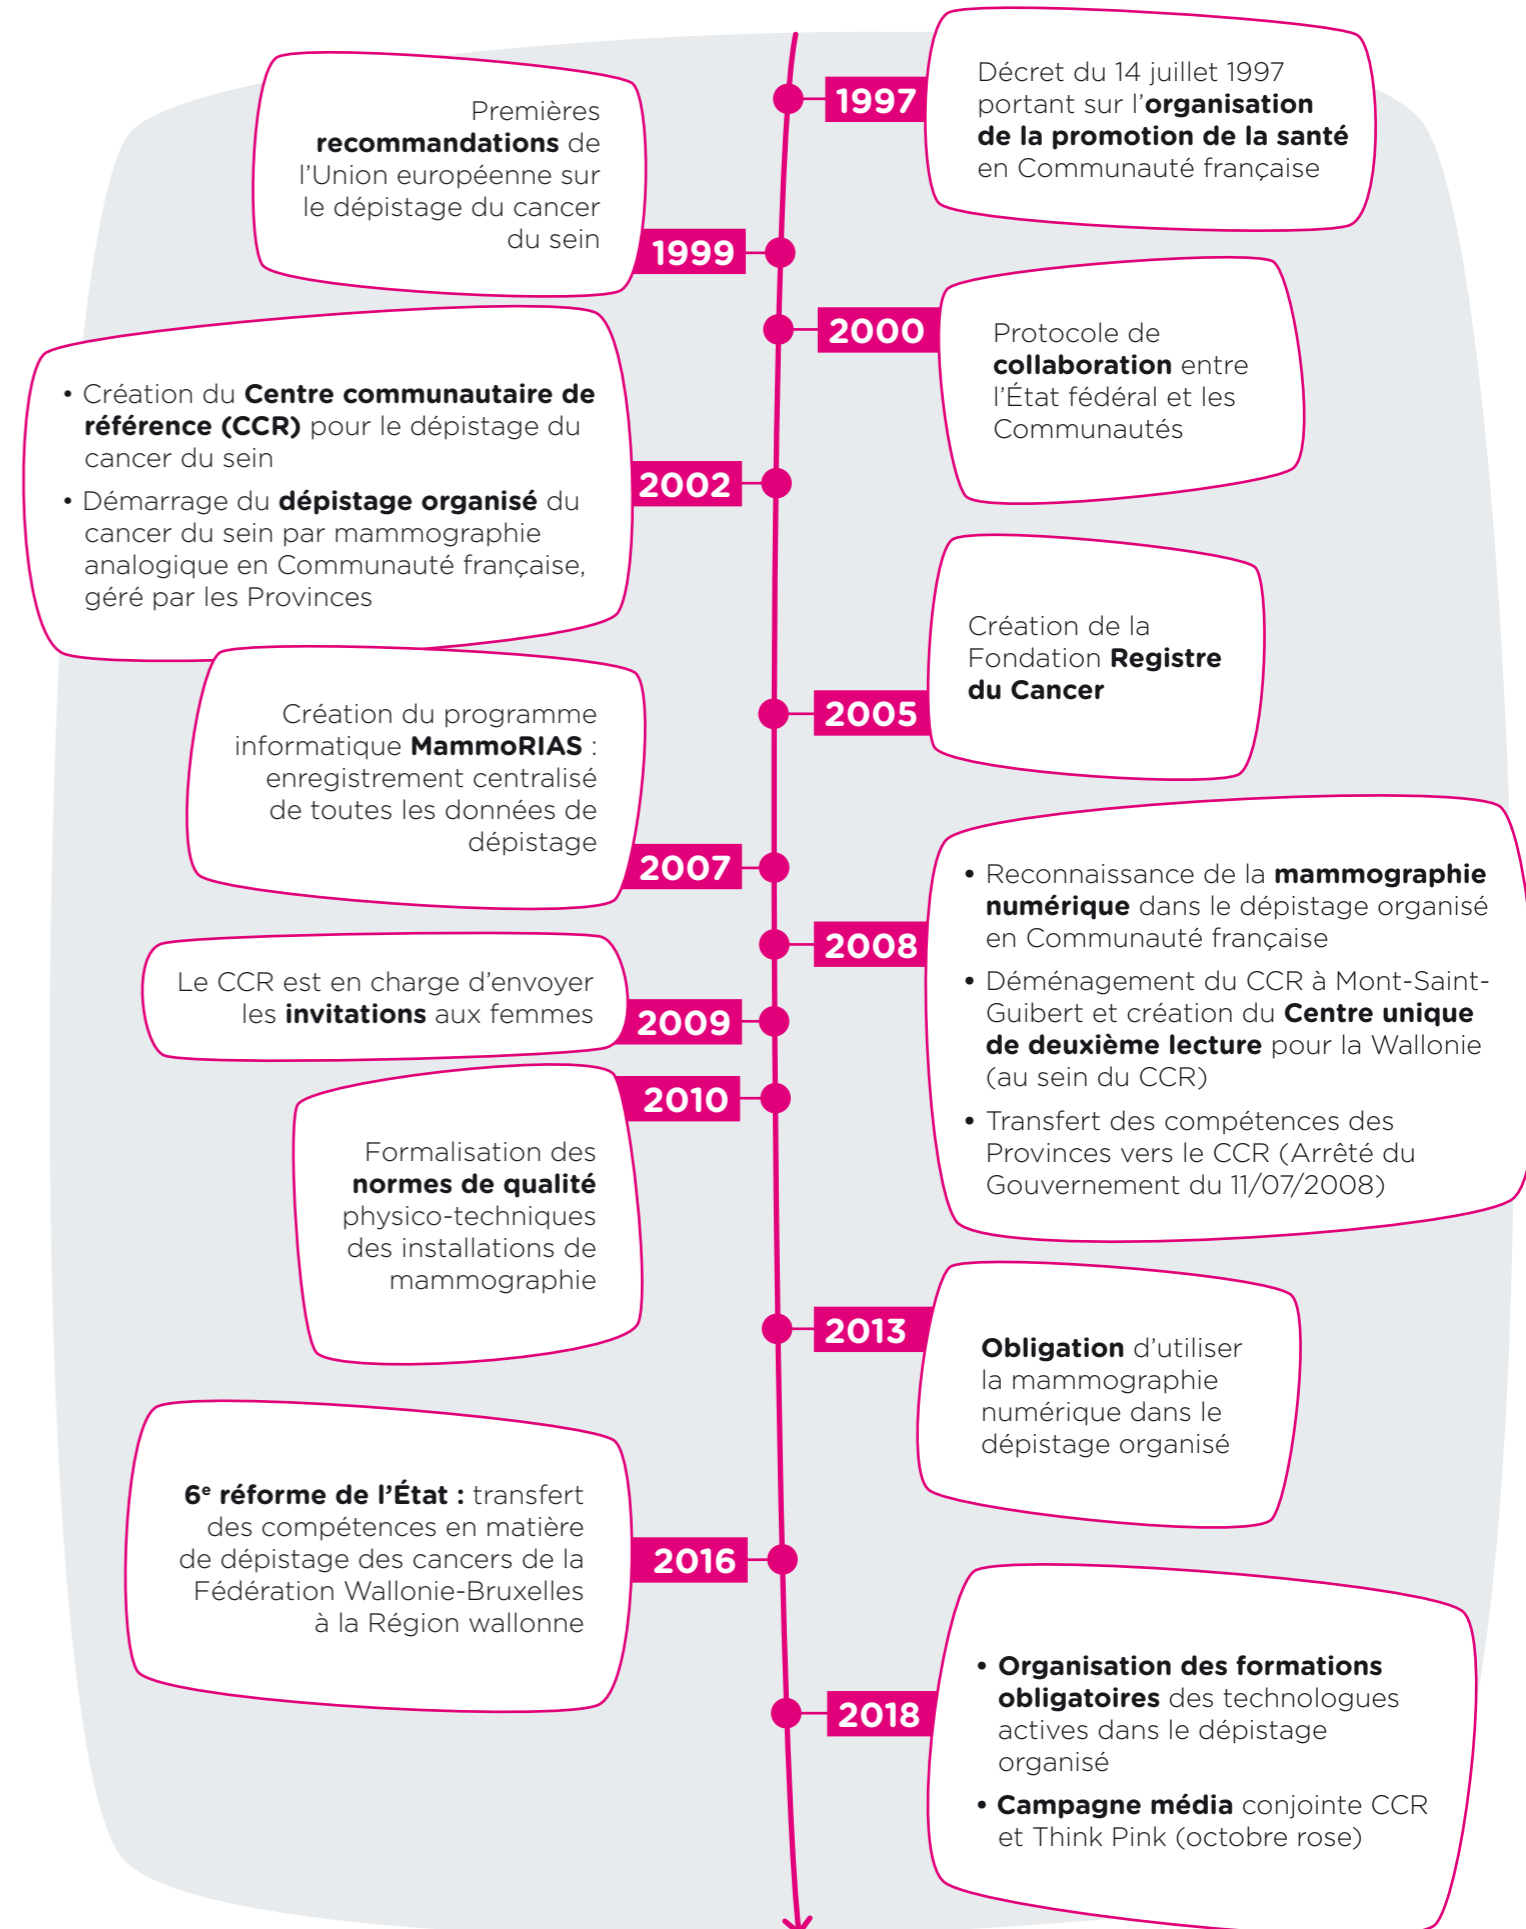 1997
Décret du 14 juillet 1997
portant sur l’organisation
de la promotion de la santé
en Communauté française
Premières
recommandations de
l’Union européenne sur
le dépistage du cancer
du sein
1999
2000
Protocole de
collaboration entre
l’État fédéral et les
Communautés
• Création du Centre communautaire de
référence (CCR) pour le dépistage du
cancer du sein
• Démarrage du dépistage organisé du
cancer du sein par mammographie
analogique en Communauté française,
géré par les Provinces
2002
Création de la
Fondation Registre
du Cancer
2005
Création du programme
informatique MammoRIAS :
enregistrement centralisé
de toutes les données de
dépistage
2007
2008
• Reconnaissance de la mammographie
numérique dans le dépistage organisé
en Communauté française
• Déménagement du CCR à Mont-Saint-
Guibert et création du Centre unique
de deuxième lecture pour la Wallonie
(au sein du CCR)
• Transfert des compétences des
Provinces vers le CCR (Arrêté du
Gouvernement du 11/07/2008)
Le CCR est en charge d’envoyer
les invitations aux femmes
2009
2010
Formalisation des
normes de qualité
physico-techniques
des installations de
mammographie
2013
Obligation d’utiliser
la mammographie
numérique dans le
dépistage organisé
6e réforme de l’État : transfert
des compétences en matière
de dépistage des cancers de la
Fédération Wallonie-Bruxelles
à la Région wallonne
2016
2018
• Organisation des formations
obligatoires des technologues
actives dans le dépistage
organisé
• Campagne média conjointe CCR
et Think Pink (octobre rose)